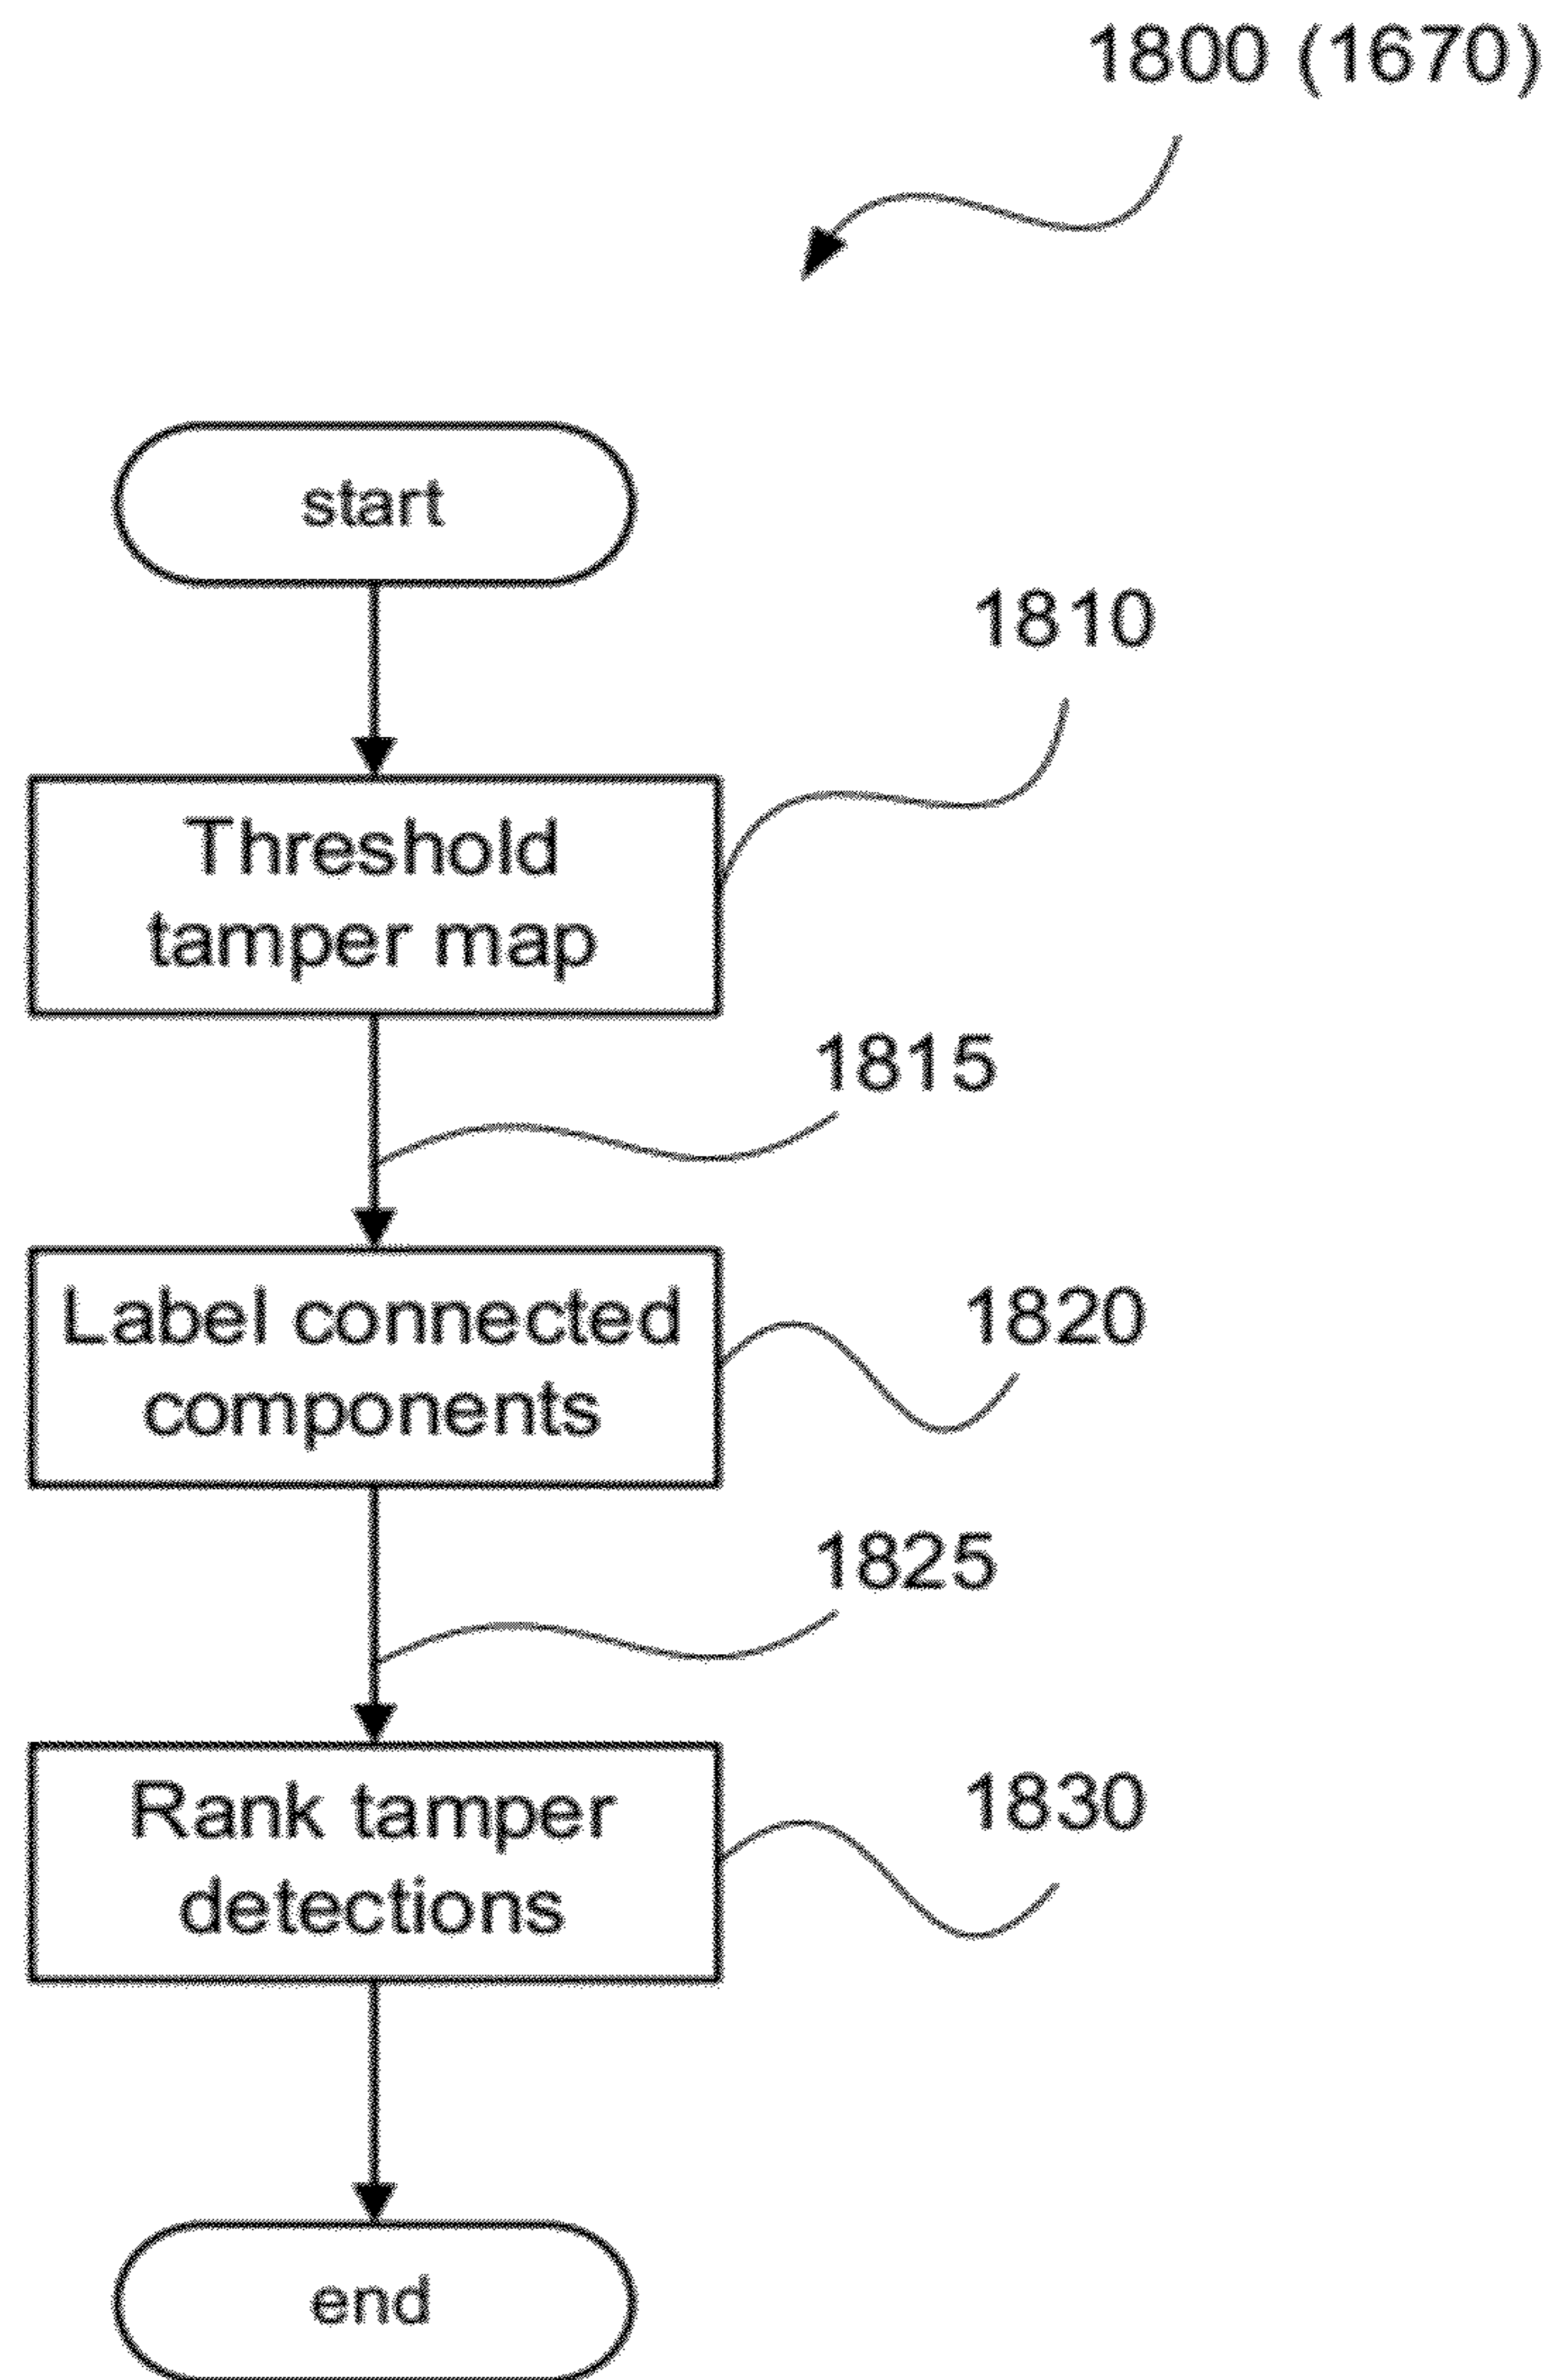 1800 (1670)
start
1810
Threshold
tamper map
1815
Label connected
components
1820
1825
Rank tamper
detections
1830
end